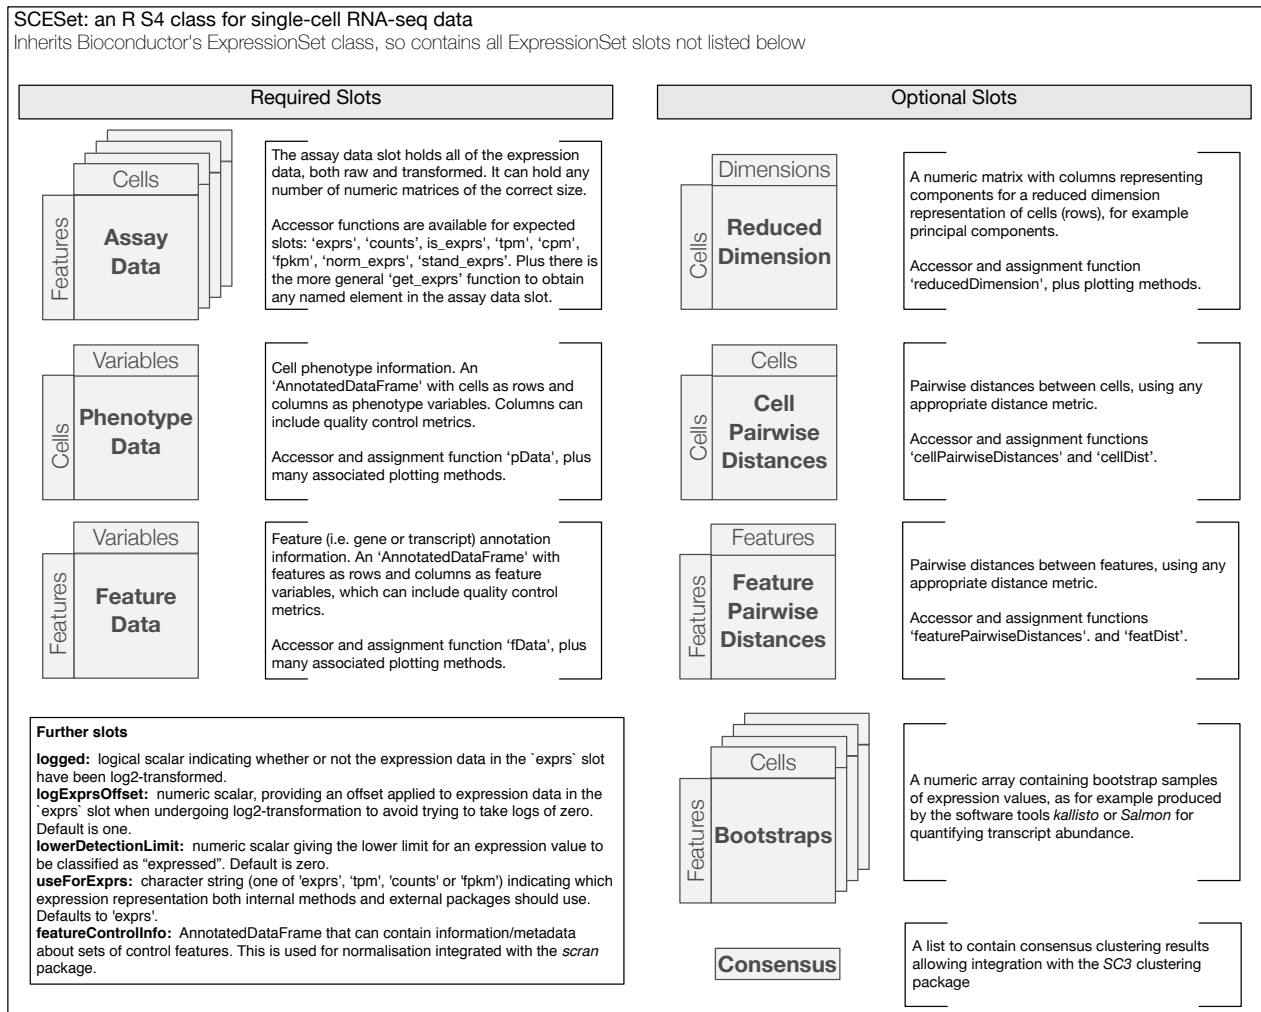 SCESet: an R S4 class for single-cell RNA-seq data
Inherits Bioconductor's ExpressionSet class, so contains all ExpressionSet slots not listed below
Required Slots
Cells
Features
Assay
Data
The assay data slot holds all of the expression
data, both raw and transformed. It can hold any
number of numeric matrices of the correct size.
Accessor functions are available for expected
slots: ‘exprs', ‘counts’, is_exprs', ‘tpm', ‘cpm',
‘fpkm', ‘norm_exprs', ‘stand_exprs’. Plus there is
the more general ‘get_exprs’ function to obtain
any named element in the assay data slot.
Variables
Cells
Phenotype
Data
Cell phenotype information. An
‘AnnotatedDataFrame' with cells as rows and
columns as phenotype variables. Columns can
include quality control metrics.
Accessor and assignment function ‘pData', plus
many associated plotting methods.
Variables
Features
Feature
Data
Feature (i.e. gene or transcript) annotation
information. An ‘AnnotatedDataFrame' with
features as rows and columns as feature
variables, which can include quality control
metrics.
Accessor and assignment function ‘fData', plus
many associated plotting methods.
Further slots
logged: logical scalar indicating whether or not the expression data in the `exprs` slot
have been log2-transformed.
logExprsOffset: numeric scalar, providing an offset applied to expression data in the
`exprs` slot when undergoing log2-transformation to avoid trying to take logs of zero.
Default is one.
lowerDetectionLimit: numeric scalar giving the lower limit for an expression value to
be classified as “expressed”. Default is zero.
useForExprs: character string (one of 'exprs’, ‘tpm’, 'counts' or 'fpkm') indicating which
expression representation both internal methods and external packages should use.
Defaults to 'exprs'.
featureControlInfo: AnnotatedDataFrame that can contain information/metadata
about sets of control features. This is used for normalisation integrated with the scran
package.
Optional Slots
Dimensions
Cells
Reduced
Dimension
A numeric matrix with columns representing
components for a reduced dimension
representation of cells (rows), for example
principal components.
Accessor and assignment function
‘reducedDimension', plus plotting methods.
Cells
Cells
Cell
Pairwise
Distances
Pairwise distances between cells, using any
appropriate distance metric.
Accessor and assignment functions
‘cellPairwiseDistances' and ‘cellDist’.
Features
Features
Feature
Pairwise
Distances
Pairwise distances between features, using any
appropriate distance metric.
Accessor and assignment functions
‘featurePairwiseDistances'. and ‘featDist’.
Cells
Features
Bootstraps
A numeric array containing bootstrap samples
of expression values, as for example produced
by the software tools kallisto or Salmon for
quantifying transcript abundance.
Consensus
A list to contain consensus clustering results
allowing integration with the SC3 clustering
package